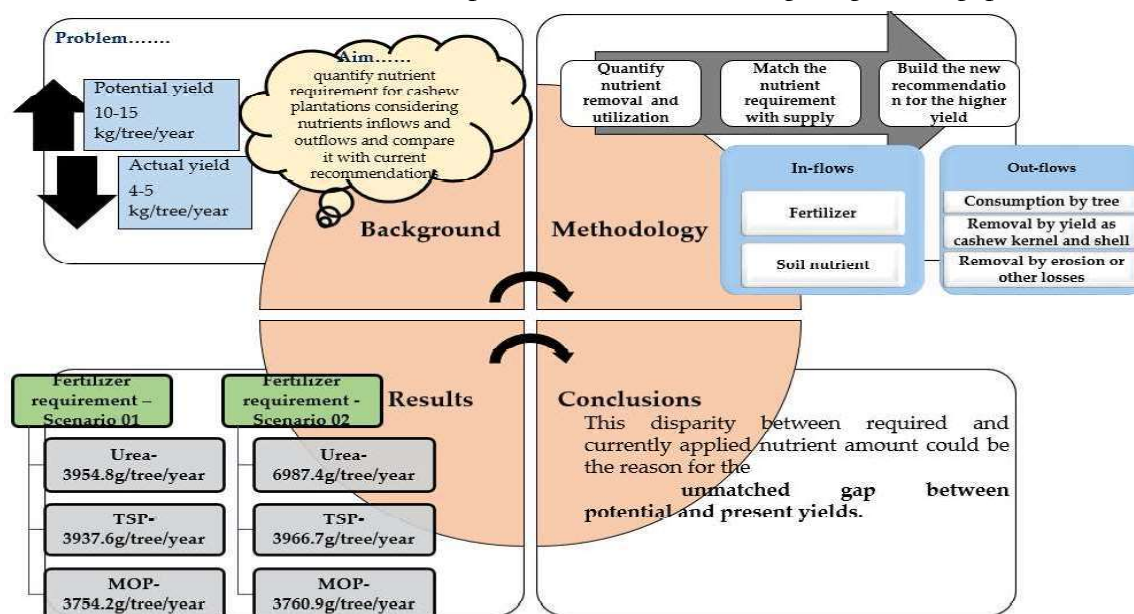 Problem…….
Potential yield
10-15
kg/tree/year
Actual yield
4-5
kg/tree/year
Aim……
quantify nutrient
requirement for cashew
plantations considering
nutrients inflows and
outflows and compare
it with current
recommendations
Background
Quantify
nutrient
removal and
utilization
Match the
nutrient
requirement
with supply
Build the new
recommendatio
n for the higher
yield
Methodology
In-flows
Fertilizer
Soil nutrient
Out-flows
Consumption by tree
Removal by yield as
cashew kernel and shell
Removal by erosion or
other losses
Fertilizer
requirement –
Scenario 01
Urea-
3954.8g/tree/year
TSP-
3937.6g/tree/year
MOP-
3754.2g/tree/year
Fertilizer
requirement -
Scenario 02
Urea-
6987.4g/tree/year
TSP-
3966.7g/tree/year
MOP-
3760.9g/tree/year
Results
Conclusions
This disparity between required and
currently applied nutrient amount could be
the reason for the
unmatched gap between
potential and present yields.